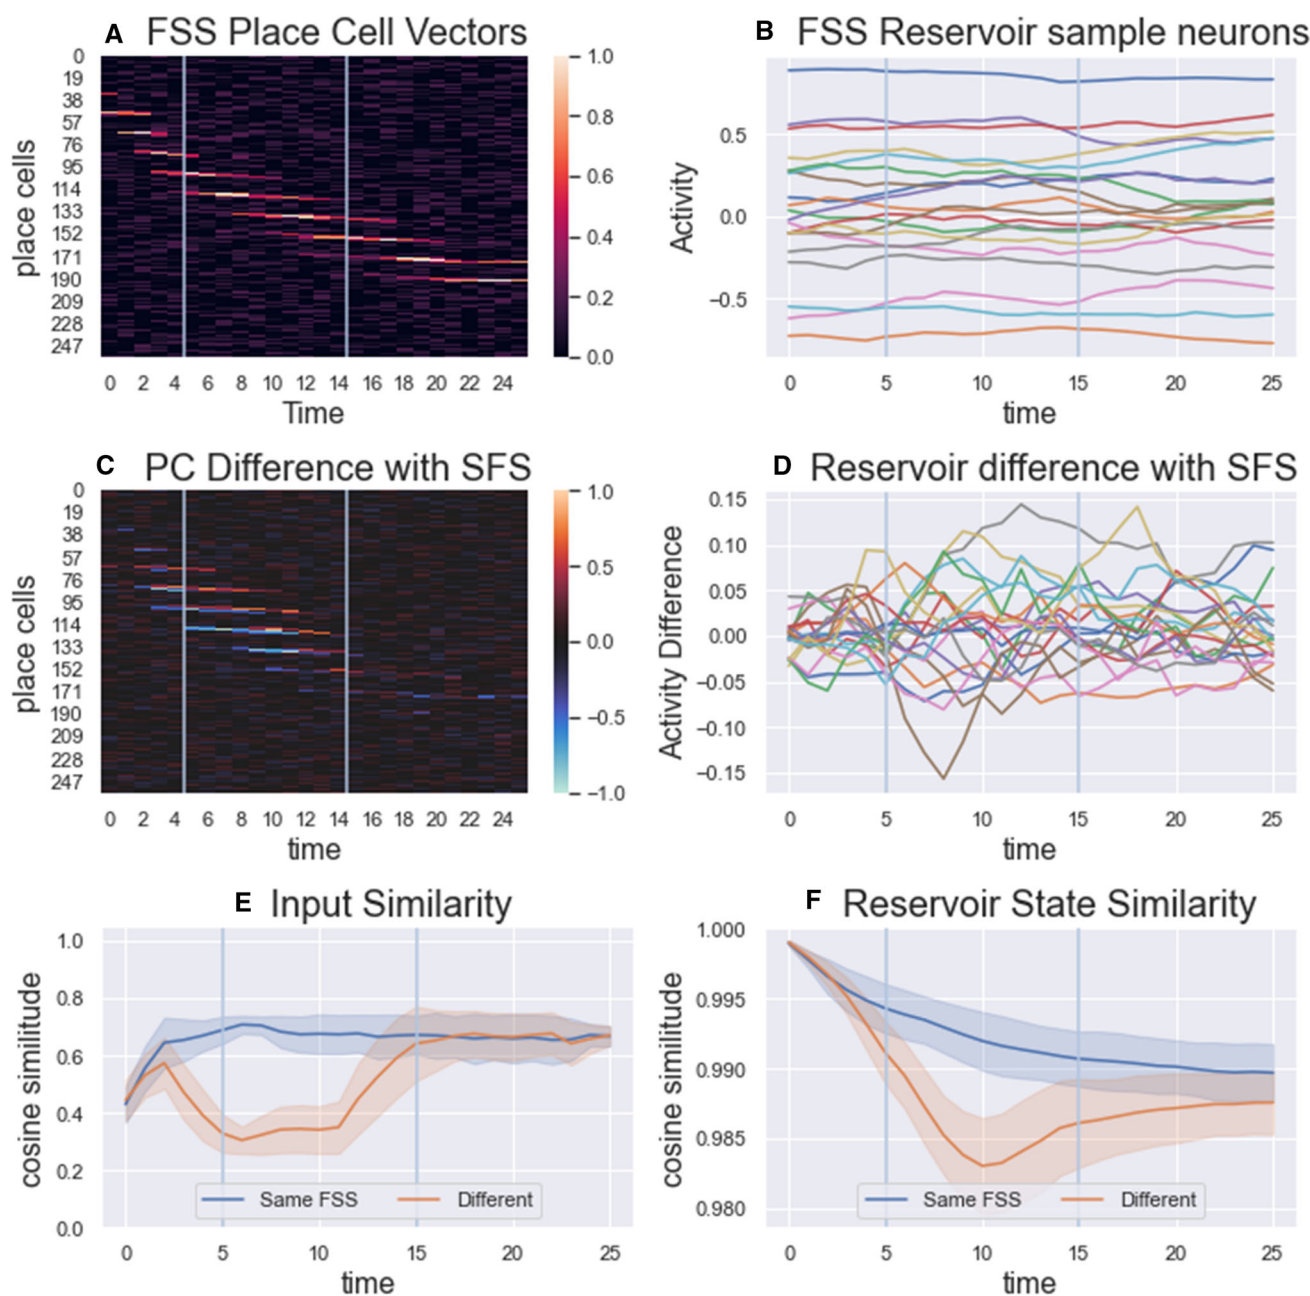 A FSS Place Cell Vectors
0
19
38
57
76
95
114
133
152
171
190
209
228
247
place cells
0 2 4 6 8 10 12 14 16 18 20 22 24
Time
1.0
0.8
0.6
0.4
0.2
0.0
B FSS Reservoir sample neurons
0.5
0.0
−0.5
Activity
0 5 10 15 20 25
time
C PC Difference with SFS
0
19
38
57
76
95
114
133
152
171
190
209
228
247
place cells
0 2 4 6 8 10 12 14 16 18 20 22 24
time
1.0
0.5
0.0
−0.5
−1.0
D Reservoir difference with SFS
0.15
0.10
0.05
0.00
−0.05
−0.10
−0.15
Activity Difference
0 5 10 15 20 25
time
E Input Similarity
1.0
0.8
0.6
0.4
0.2
0.0
cosine similitude
Same FSS Different
0 5 10 15 20 25
time
F Reservoir State Similarity
1.000
0.995
0.990
0.985
0.980
cosine similitude
Same FSS Different
0 5 10 15 20 25
time